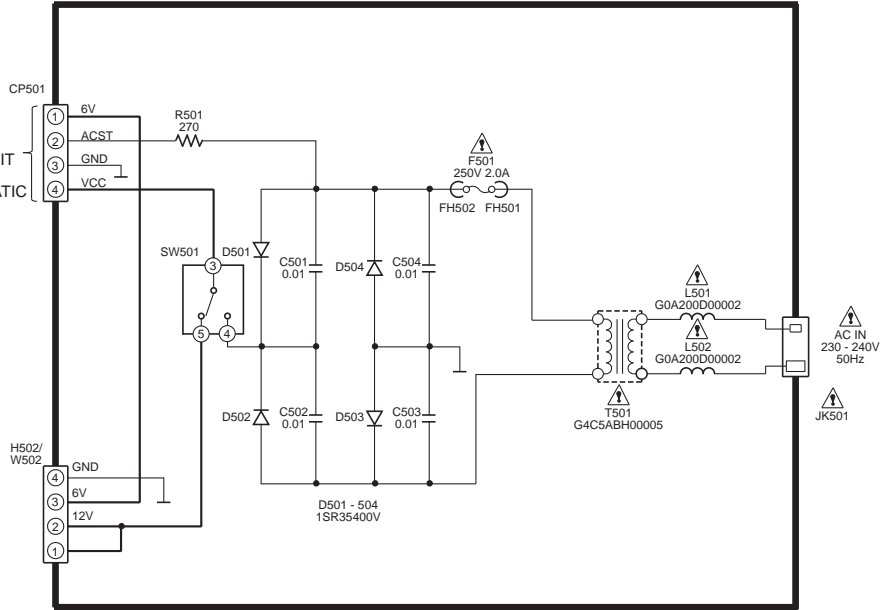 CP501
1
6V
2
ACST
3
GND
4
VCC
IT
ATIC
R501
270
F501
250V 2.0A
FH502 FH501
SW501
3
5
4
D501
C501
0.01
D504
C504
0.01
D502
C502
0.01
D503
C503
0.01
D501 - 504
1SR35400V
L501
G0A200D00002
L502
G0A200D00002
T501
G4C5ABH00005
AC IN
230 - 240V
50Hz
JK501
H502/
W502
4
GND
3
6V
2
12V
1